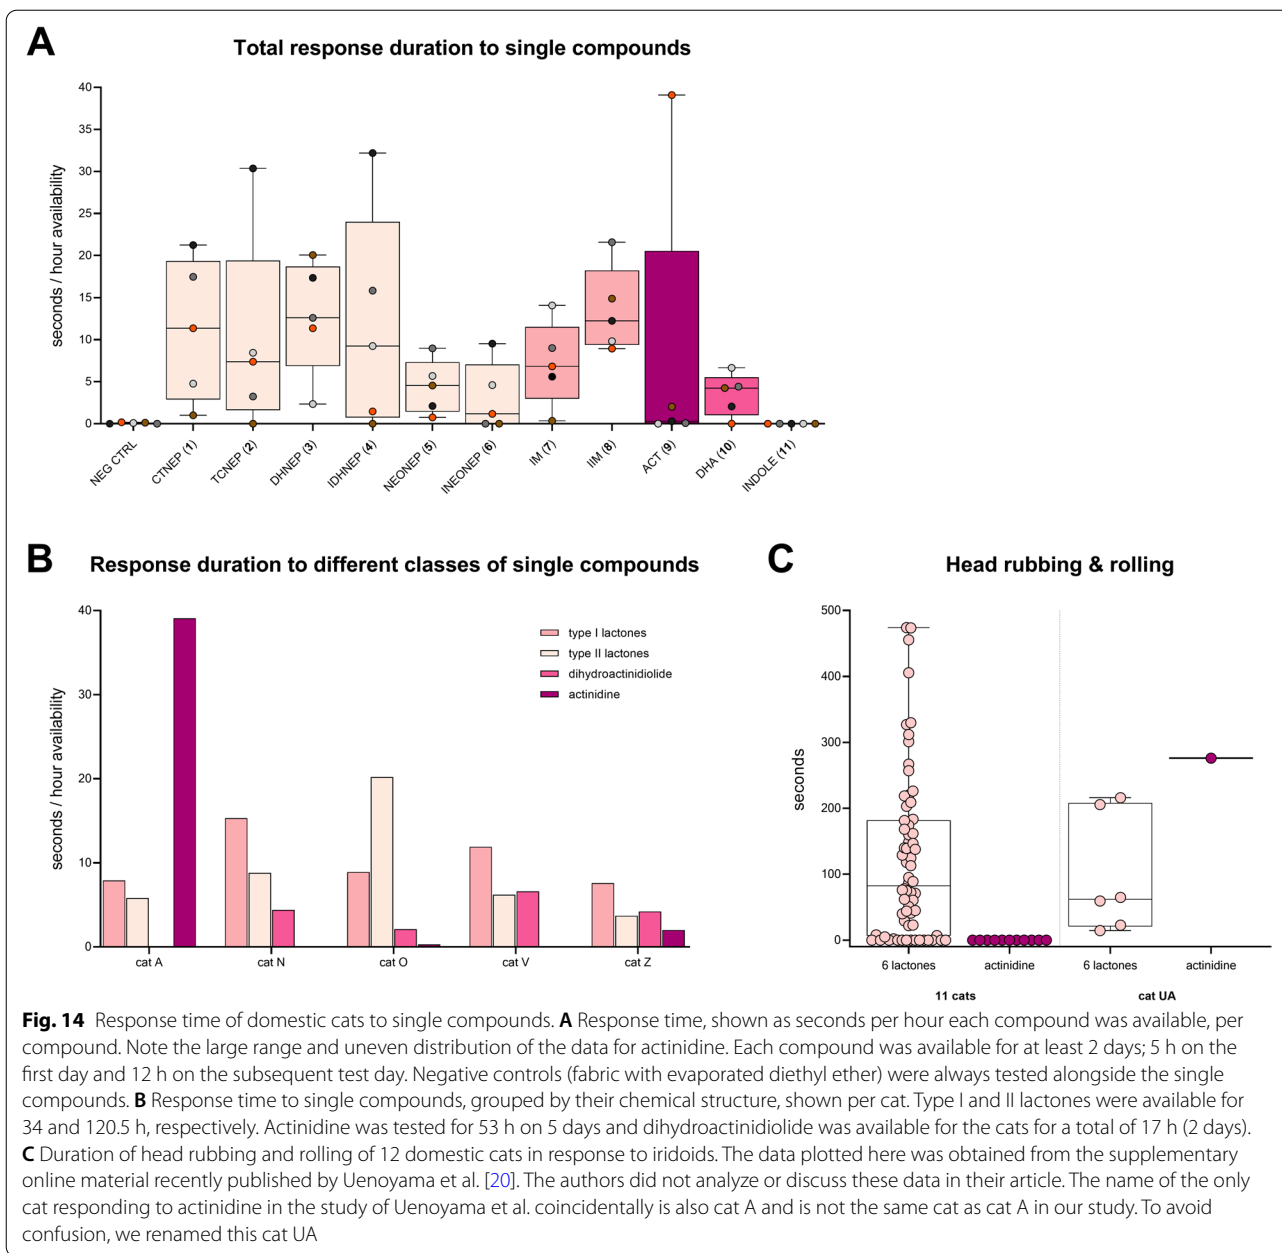 A
Total response duration to single compounds
seconds / hour availability
40
35
30
25
20
15
10
5
0
NEG CTRL
CTNEP (1)
TCNEP (2)
DHNEP (3)
IDHNEP (4)
NEONEP (5)
INEONEP (6)
IM (7)
IIM (8)
ACT (9)
DHA (10)
INDOLE (11)
B
Response duration to different classes of single compounds
seconds / hour availability
40
30
20
10
0
type I lactones
type II lactones
dihydroactinidiolide
actinidine
cat A
cat N
cat O
cat V
cat Z
C
Head rubbing & rolling
seconds
500
400
300
200
100
0
6 lactones
actinidine
6 lactones
actinidine
11 cats
cat UA
Fig. 14 Response time of domestic cats to single compounds. A Response time, shown as seconds per hour each compound was available, per
compound. Note the large range and uneven distribution of the data for actinidine. Each compound was available for at least 2 days; 5 h on the
first day and 12 h on the subsequent test day. Negative controls (fabric with evaporated diethyl ether) were always tested alongside the single
compounds. B Response time to single compounds, grouped by their chemical structure, shown per cat. Type I and II lactones were available for
34 and 120.5 h, respectively. Actinidine was tested for 53 h on 5 days and dihydroactinidiolide was available for the cats for a total of 17 h (2 days).
C Duration of head rubbing and rolling of 12 domestic cats in response to iridoids. The data plotted here was obtained from the supplementary
online material recently published by Uenoyama et al. [20]. The authors did not analyze or discuss these data in their article. The name of the only
cat responding to actinidine in the study of Uenoyama et al. coincidentally is also cat A and is not the same cat as cat A in our study. To avoid
confusion, we renamed this cat UA